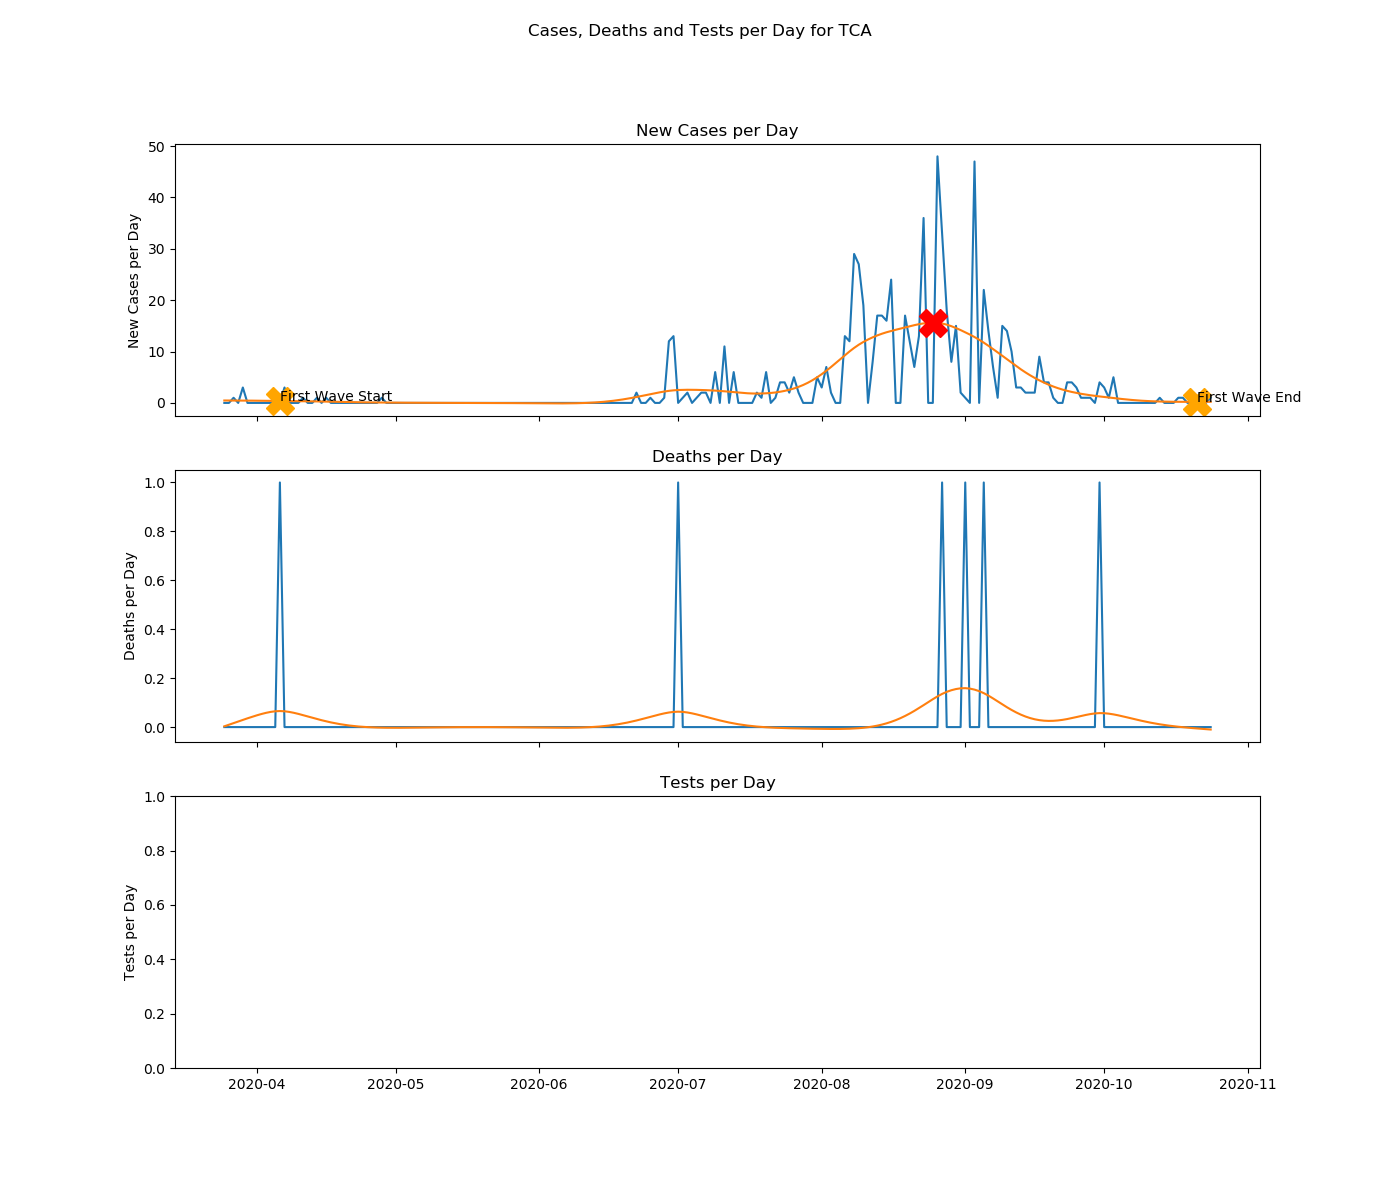 Cases, Deaths and Tests per Day for TCA
New Cases per Day
New Cases per Day
50
40
30
20
10
0
First Wave Start
First Wave End
Deaths per Day
Deaths per Day
1.0
0.8
0.6
0.4
0.2
0.0
Tests per Day
Tests per Day
1.0
0.8
0.6
0.4
0.2
0.0
2020-04 2020-05 2020-06 2020-07 2020-08 2020-09 2020-10 2020-11